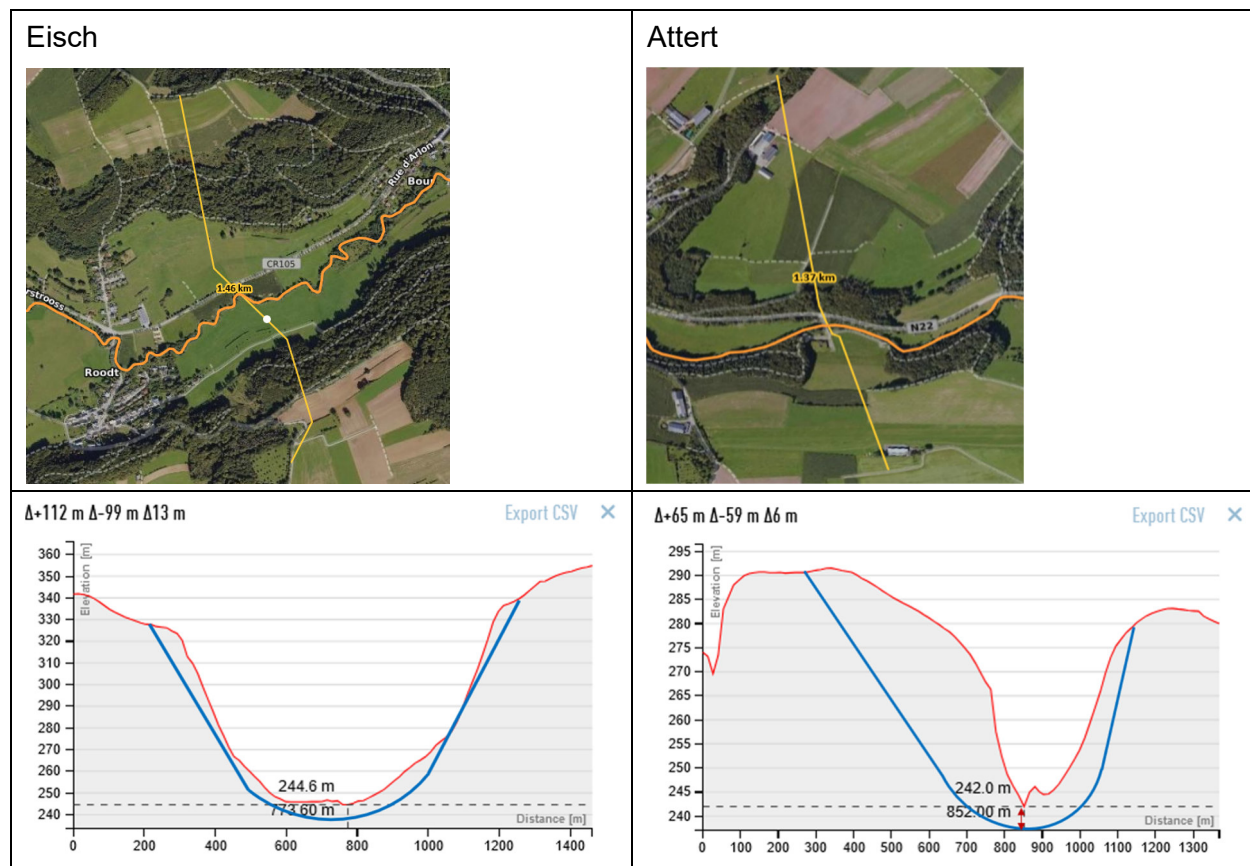 Eisch
Attert
Rue d'Arlon
Bour
CR105
1.46 km
rstrooss
Roodt
1.37 km
N22
Δ+112 m Δ-99 m Δ13 m
Export CSV ×
Elevation [m]
360
350
340
330
320
310
300
290
280
270
260
250
240
244.6 m
773.60 m
Distance [m]
0 200 400 600 800 1000 1200 1400
Δ+65 m Δ-59 m Δ6 m
Export CSV ×
Elevation [m]
295
290
285
280
275
270
265
260
255
250
245
240
242.0 m
852.00 m
Distance [m]
0 100 200 300 400 500 600 700 800 900 1000 1100 1300